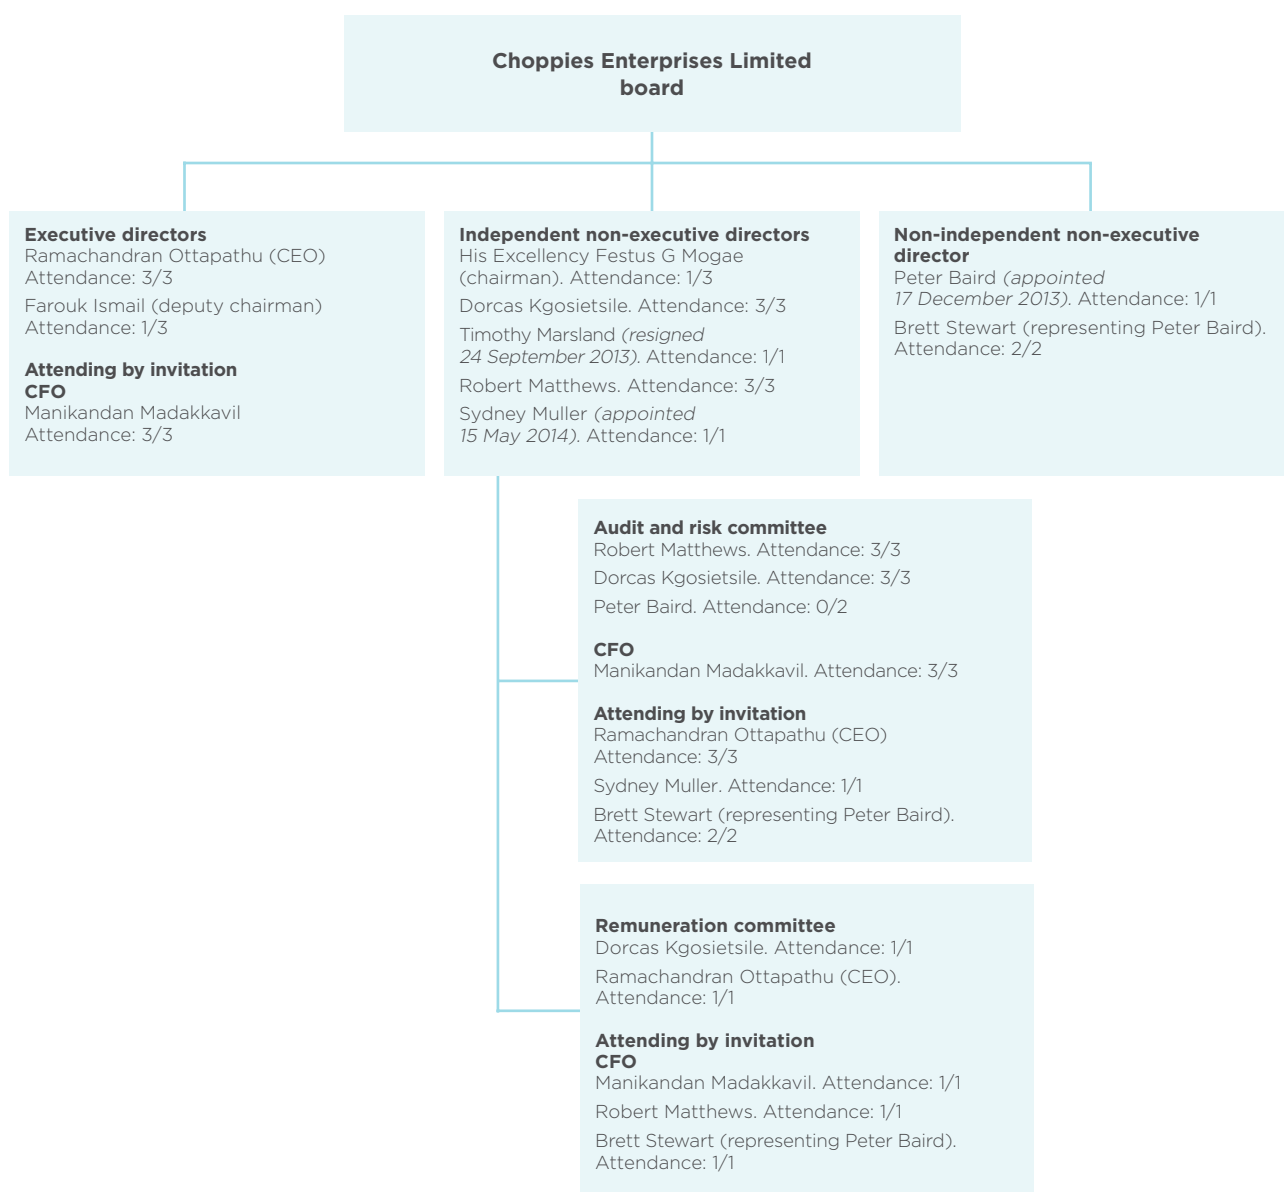 Choppies Enterprises Limited
board
Executive directors
Ramachandran Ottapathu (CEO)
Attendance: 3/3
Farouk Ismail (deputy chairman)
Attendance: 1/3
Attending by invitation
CFO
Manikandan Madakkavil
Attendance: 3/3
Independent non-executive directors
His Excellency Festus G Mogae
(chairman). Attendance: 1/3
Dorcas Kgosietsile. Attendance: 3/3
Timothy Marsland (resigned
24 September 2013). Attendance: 1/1
Robert Matthews. Attendance: 3/3
Sydney Muller (appointed
15 May 2014). Attendance: 1/1
Non-independent non-executive
director
Peter Baird (appointed
17 December 2013). Attendance: 1/1
Brett Stewart (representing Peter Baird).
Attendance: 2/2
Audit and risk committee
Robert Matthews. Attendance: 3/3
Dorcas Kgosietsile. Attendance: 3/3
Peter Baird. Attendance: 0/2
CFO
Manikandan Madakkavil. Attendance: 3/3
Attending by invitation
Ramachandran Ottapathu (CEO)
Attendance: 3/3
Sydney Muller. Attendance: 1/1
Brett Stewart (representing Peter Baird).
Attendance: 2/2
Remuneration committee
Dorcas Kgosietsile. Attendance: 1/1
Ramachandran Ottapathu (CEO).
Attendance: 1/1
Attending by invitation
CFO
Manikandan Madakkavil. Attendance: 1/1
Robert Matthews. Attendance: 1/1
Brett Stewart (representing Peter Baird).
Attendance: 1/1